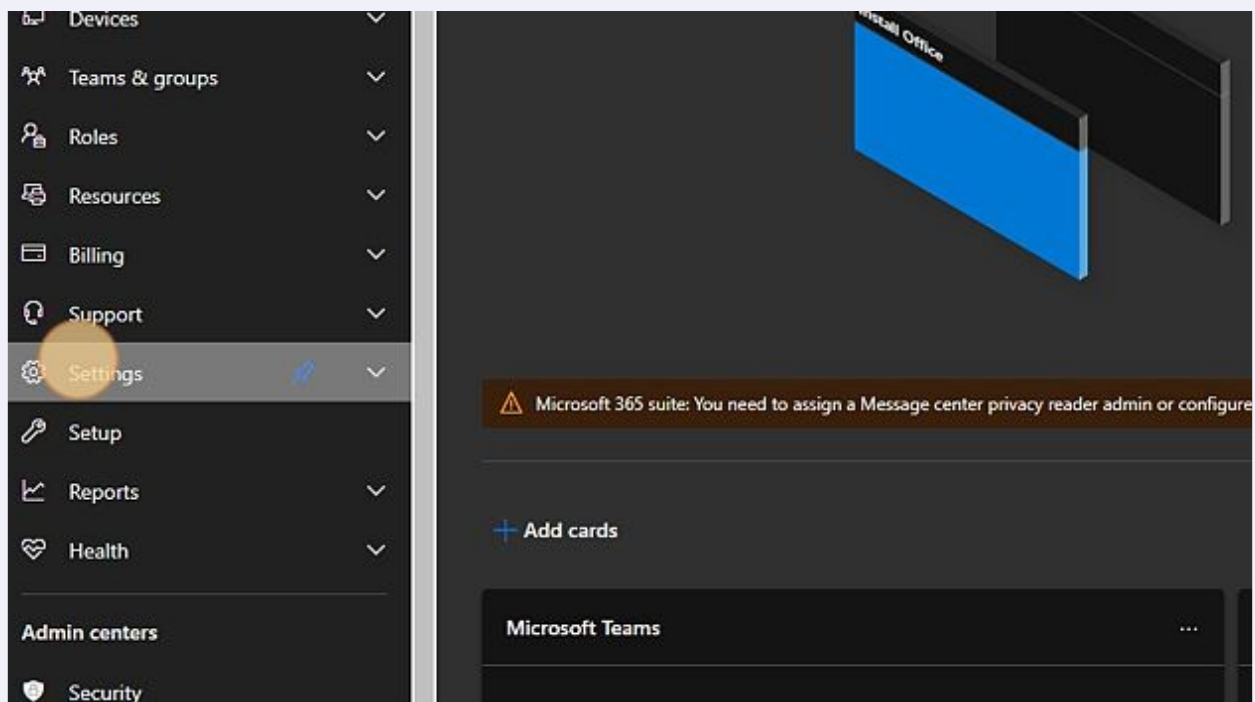 Devices
Teams & groups
Roles
Resources
Billing
Support
Settings
Setup
Reports
Health
Admin centers
Security
Install Office
Microsoft 365 suite: You need to assign a Message center privacy reader admin or configure
Add cards
Microsoft Teams